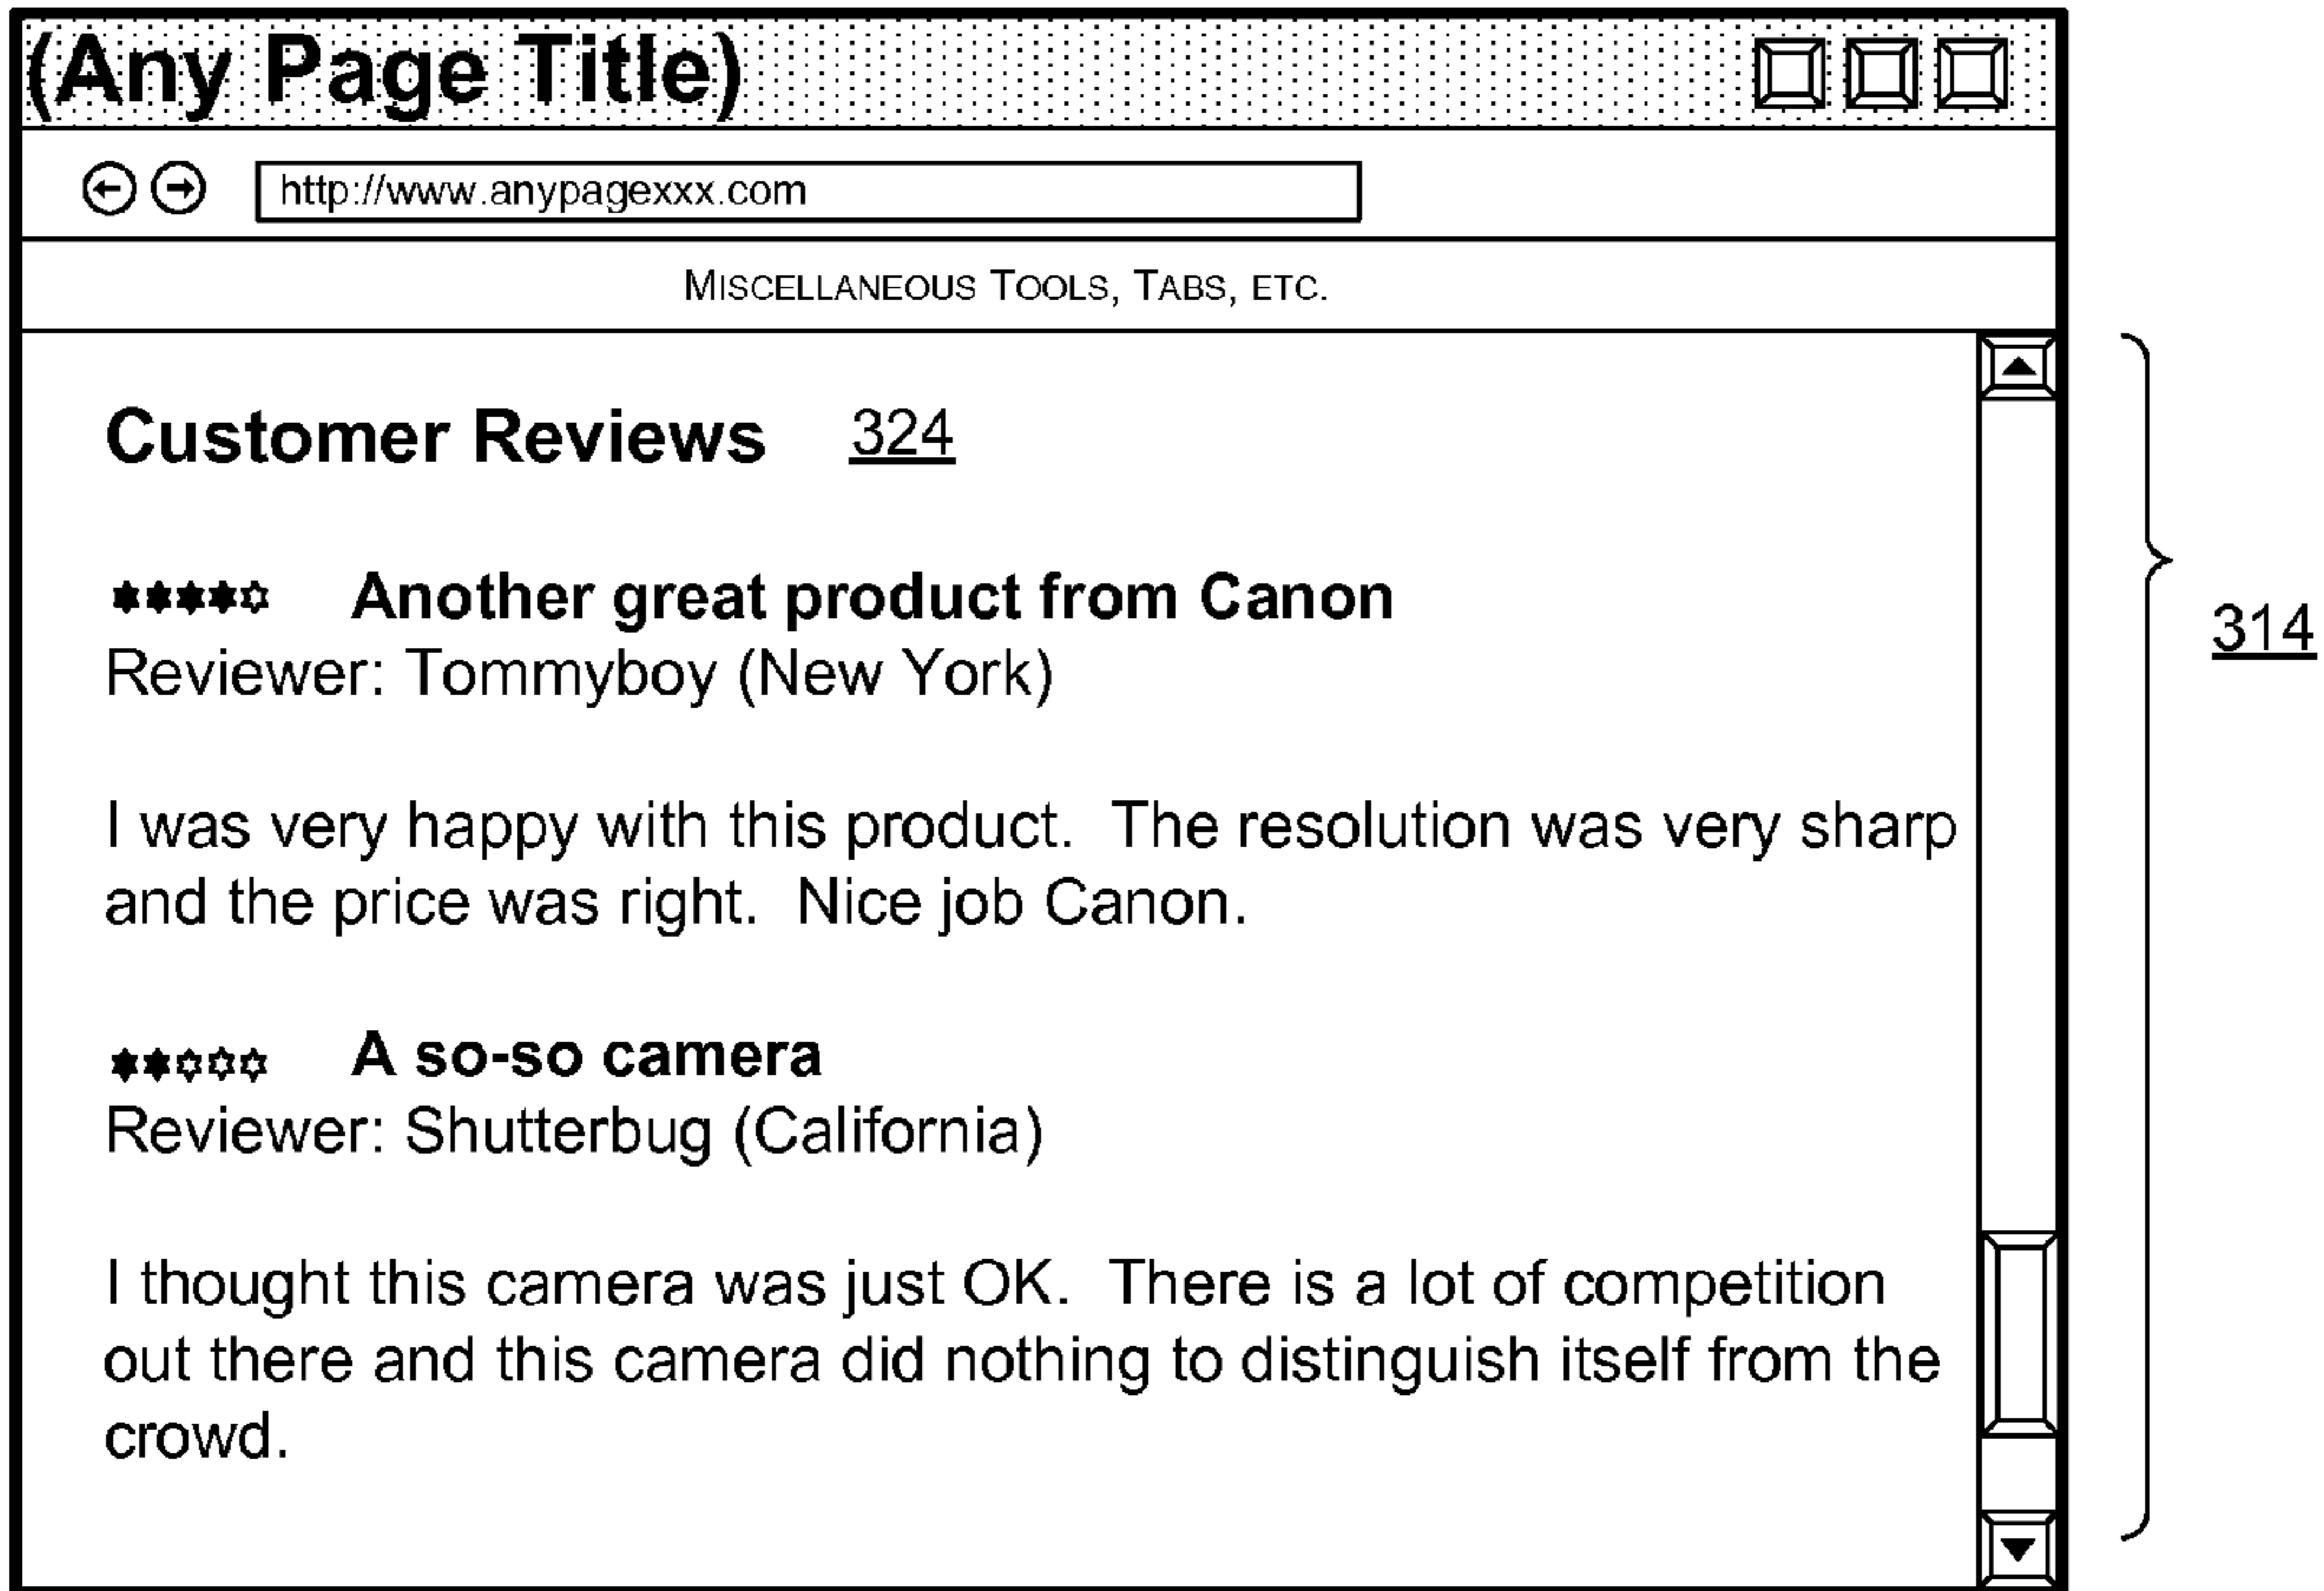 (Any Page Title)
http://www.anypagexxx.com
MISCELLANEOUS TOOLS, TABS, ETC.
Customer Reviews 324
Another great product from Canon
314
Reviewer: Tommyboy (New York)
I was very happy with this product. The resolution was very sharp
and the price was right. Nice job Canon.
A so-so camera
Reviewer: Shutterbug (California)
I thought this camera was just OK. There is a lot of competition
out there and this camera did nothing to distinguish itself from the
crowd.